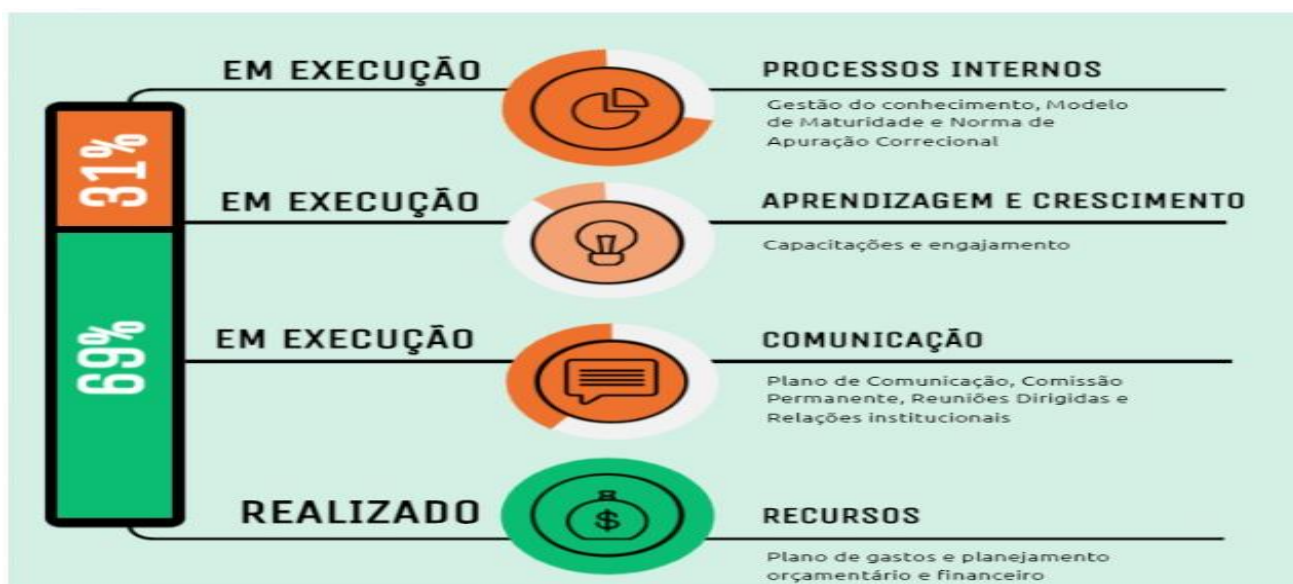 EM EXECUÇÃO
PROCESSOS INTERNOS
Gestão do conhecimento, Modelo
de Maturidade e Norma de
Apuração Correcional
31%
EM EXECUÇÃO
APRENDIZAGEM E CRESCIMENTO
Capacitações e engajamento
69%
EM EXECUÇÃO
COMUNICAÇÃO
Plano de Comunicação, Comissão
Permanente, Reuniões Dirigidas e
Relações institucionais
REALIZADO
$
RECURSOS
Plano de gastos e planejamento
orçamentário e financeiro